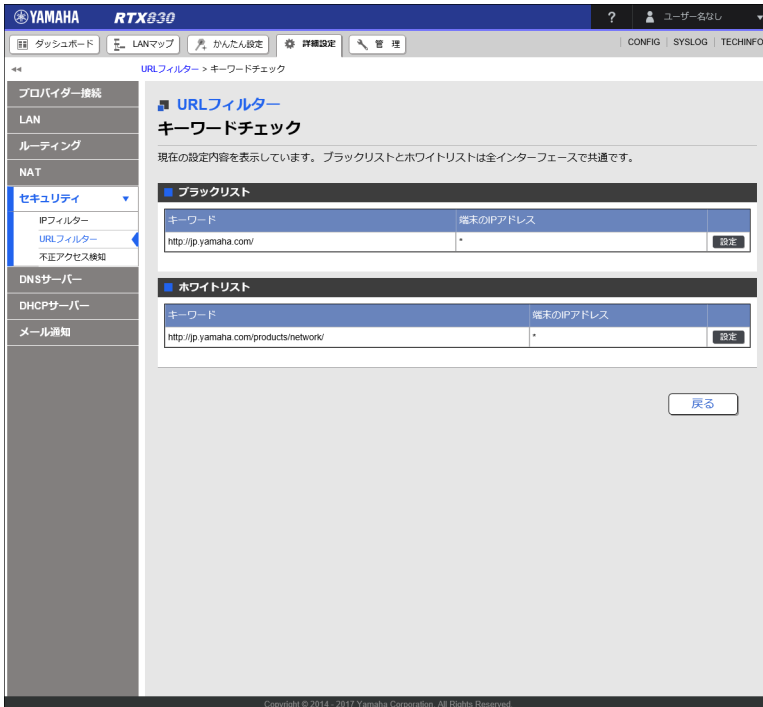 YAMAHA RTX830 ? ユーザー名なし
ダッシュボード LANマップ かんたん設定 詳細設定 管 理 CONFIG SYSLOG TECHINFO
URLフィルター > キーワードチェック
プロバイダー接続
LAN
ルーティング
NAT
セキュリティ
IPフィルター
URLフィルター
不正アクセス検知
DNSサーバー
DHCPサーバー
メール通知
URLフィルター
キーワードチェック
現在の設定内容を表示しています。 ブラックリストとホワイトリストは全インターフェースで共通です。
ブラックリスト
キーワード 端末のIPアドレス
http://jp.yamaha.com/ * 設定
ホワイトリスト
キーワード 端末のIPアドレス
http://jp.yamaha.com/products/network/ * 設定
戻る
Copyright © 2014 - 2017 Yamaha Corporation. All Rights Reserved.